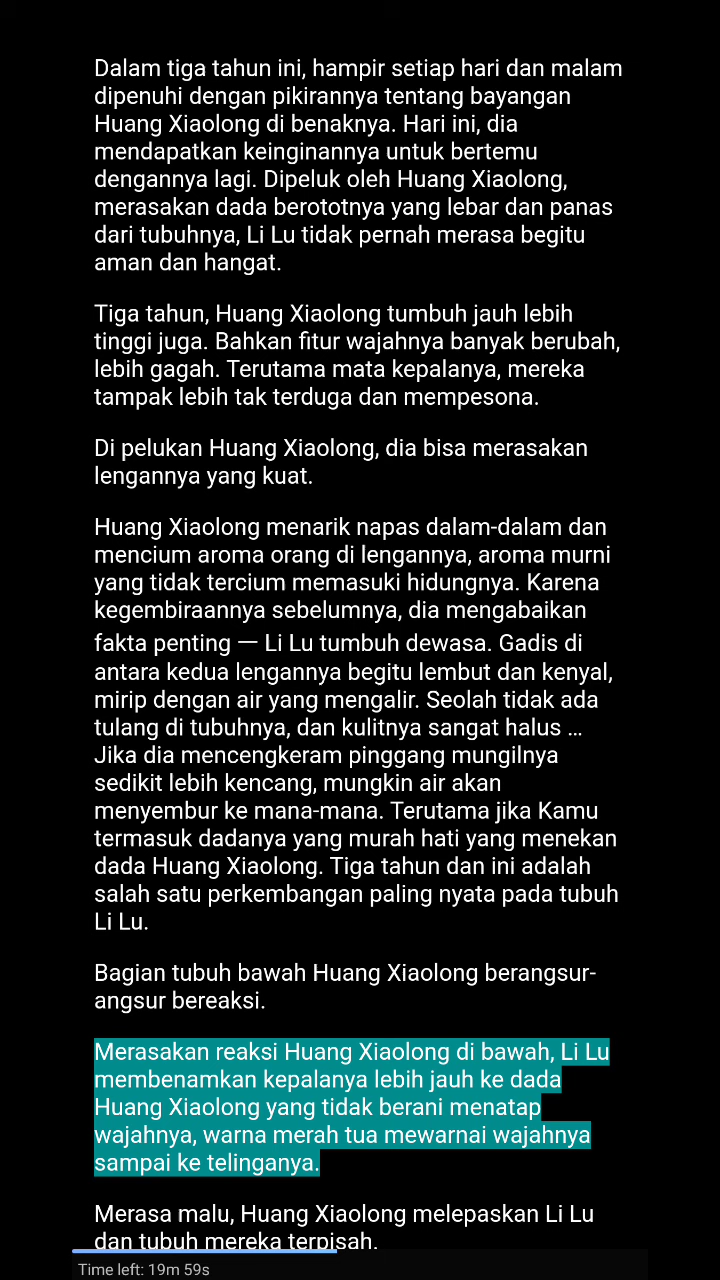 Dalam tiga tahun ini, hampir setiap hari dan malam
dipenuhi dengan pikirannya tentang bayangan
Huang Xiaolong di benaknya. Hari ini, dia
mendapatkan keinginannya untuk bertemu
dengannya lagi. Dipeluk oleh Huang Xiaolong,
merasakan dada berototnya yang lebar dan panas
dari tubuhnya, Li Lu tidak pernah merasa begitu
aman dan hangat.
Tiga tahun, Huang Xiaolong tumbuh jauh lebih
tinggi juga. Bahkan fitur wajahnya banyak berubah,
lebih gagah. Terutama mata kepalanya, mereka
tampak lebih tak terduga dan mempesona.
Di pelukan Huang Xiaolong, dia bisa merasakan
lengannya yang kuat.
Huang Xiaolong menarik napas dalam-dalam dan
mencium aroma orang di lengannya, aroma murni
yang tidak tercium memasuki hidungnya. Karena
kegembiraannya sebelumnya, dia mengabaikan
fakta penting — Li Lu tumbuh dewasa. Gadis di
antara kedua lengannya begitu lembut dan kenyal,
mirip dengan air yang mengalir. Seolah tidak ada
tulang di tubuhnya, dan kulitnya sangat halus ...
Jika dia mencengkeram pinggang mungilnya
sedikit lebih kencang, mungkin air akan
menyembur ke mana-mana. Terutama jika Kamu
termasuk dadanya yang murah hati yang menekan
dada Huang Xiaolong. Tiga tahun dan ini adalah
salah satu perkembangan paling nyata pada tubuh
Li Lu.
Bagian tubuh bawah Huang Xiaolong berangsur-
angsur bereaksi.
Merasakan reaksi Huang Xiaolong di bawah, Li Lu
membenamkan kepalanya lebih jauh ke dada
Huang Xiaolong yang tidak berani menatap
wajahnya, warna merah tua mewarnai wajahnya
sampai ke telinganya.
Merasa malu, Huang Xiaolong melepaskan Li Lu
dan tubuh mereka terpisah.
Time left: 19m 59s